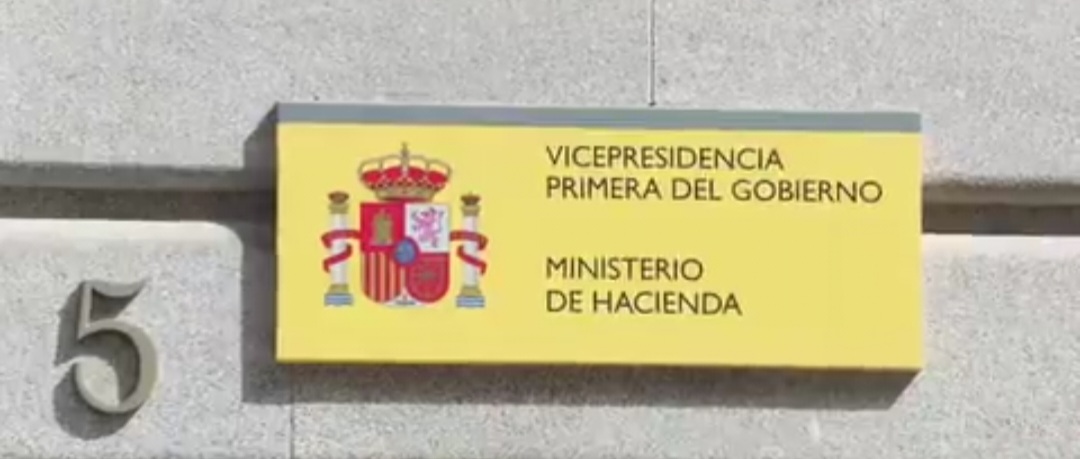 VICEPRESIDENCIA
PRIMERA DEL GOBIERNO
MINISTERIO
DE HACIENDA
5